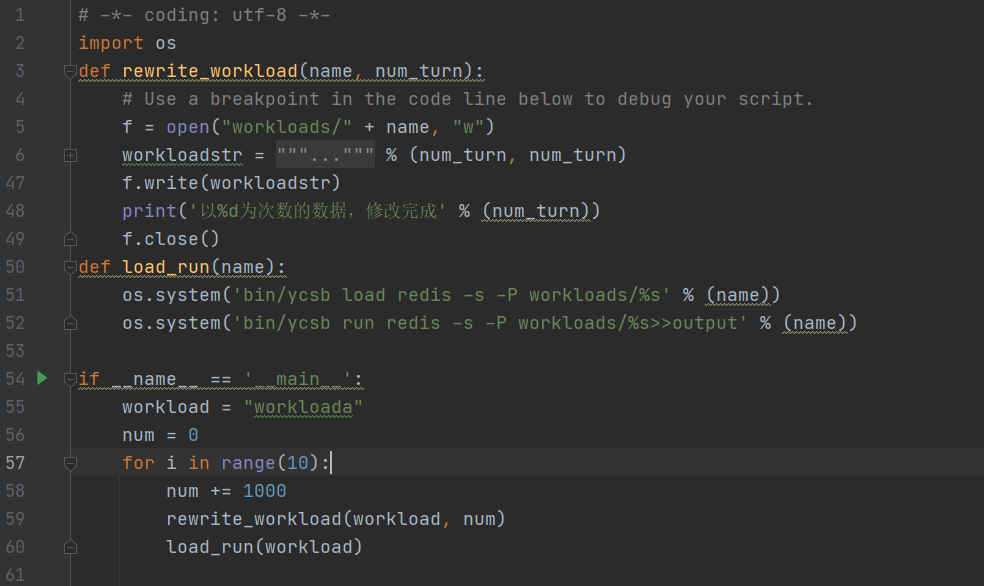 1 # -*- coding: utf-8 -*-
2 import os
3 def rewrite_workload(name, num_turn):
4     # Use a breakpoint in the code line below to debug your script.
5     f = open("workloads/" + name, "w")
6     workloadstr = """...""" % (num_turn, num_turn)
47     f.write(workloadstr)
48     print('以%d为次数的数据，修改完成' % (num_turn))
49     f.close()
50 def load_run(name):
51     os.system('bin/ycsb load redis -s -P workloads/%s' % (name))
52     os.system('bin/ycsb run redis -s -P workloads/%s>>output' % (name))
53
54 if __name__ == '__main__':
55     workload = "workloada"
56     num = 0
57     for i in range(10):
58         num += 1000
59         rewrite_workload(workload, num)
60         load_run(workload)
61